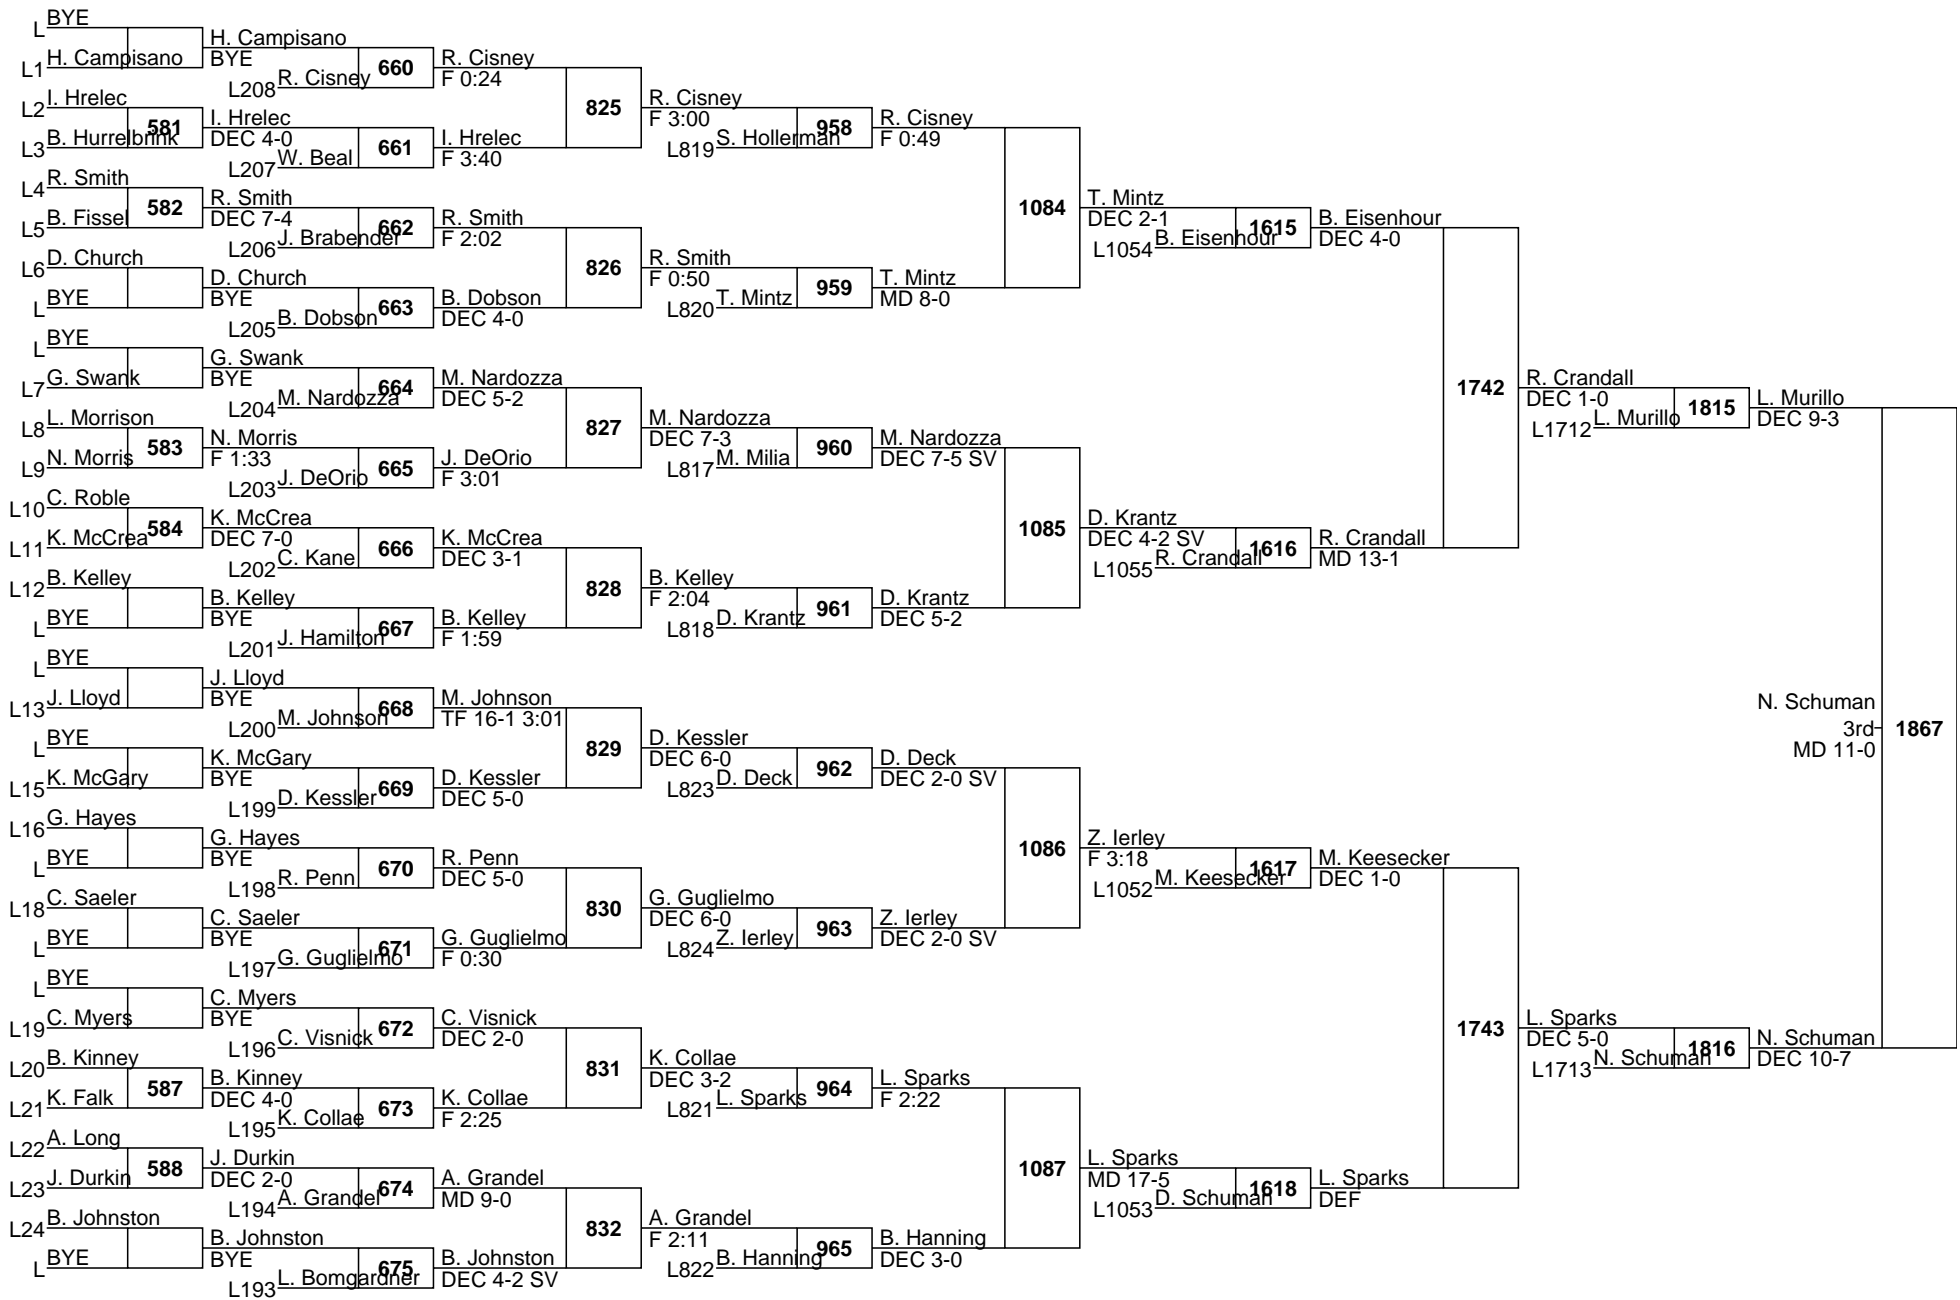 BYE
L
H. Campisano
L1
H. Campisano
BYE
L208
R. Cisney
660
R. Cisney
F 0:24
I. Hrelec
L2
B. Hurrelbrink
L3
581
I. Hrelec
DEC 4-0
L207
W. Beal
661
I. Hrelec
F 3:40
825
R. Cisney
F 3:00
L819
S. Hollerman
958
R. Cisney
F 0:49
R. Smith
L4
B. Fissel
L5
582
R. Smith
DEC 7-4
L206
J. Brabender
662
R. Smith
F 2:02
D. Church
L6
BYE
L
D. Church
BYE
L205
B. Dobson
663
B. Dobson
DEC 4-0
826
R. Smith
F 0:50
L820
T. Mintz
959
T. Mintz
MD 8-0
1084
T. Mintz
DEC 2-1
L1054
B. Eisenhour
1615
B. Eisenhour
DEC 4-0
BYE
L
G. Swank
L7
G. Swank
BYE
L204
M. Nardozza
664
M. Nardozza
DEC 5-2
L. Morrison
L8
N. Morris
L9
583
N. Morris
F 1:33
L203
J. DeOrio
665
J. DeOrio
F 3:01
827
M. Nardozza
DEC 7-3
L817
M. Milia
960
M. Nardozza
DEC 7-5 SV
C. Roble
L10
K. McCrea
L11
584
K. McCrea
DEC 7-0
L202
C. Kane
666
K. McCrea
DEC 3-1
B. Kelley
L12
BYE
L
B. Kelley
BYE
L201
J. Hamilton
667
B. Kelley
F 1:59
828
B. Kelley
F 2:04
L818
D. Krantz
961
D. Krantz
DEC 5-2
1085
D. Krantz
DEC 4-2 SV
L1055
R. Crandall
1616
R. Crandall
MD 13-1
1742
R. Crandall
DEC 1-0
L1712
L. Murillo
1815
L. Murillo
DEC 9-3
BYE
L
J. Lloyd
L13
J. Lloyd
BYE
L200
M. Johnson
668
M. Johnson
TF 16-1 3:01
BYE
L
K. McGary
L15
K. McGary
BYE
L199
D. Kessler
669
D. Kessler
DEC 5-0
829
D. Kessler
DEC 6-0
L823
D. Deck
962
D. Deck
DEC 2-0 SV
G. Hayes
L16
BYE
L
G. Hayes
BYE
L198
R. Penn
670
R. Penn
DEC 5-0
C. Saeler
L18
BYE
L
C. Saeler
BYE
L197
G. Guglielmo
671
G. Guglielmo
F 0:30
830
G. Guglielmo
DEC 6-0
L824
Z. Ierley
963
Z. Ierley
DEC 2-0 SV
1086
Z. Ierley
F 3:18
L1052
M. Keesecker
1617
M. Keesecker
DEC 1-0
BYE
L
C. Myers
L19
C. Myers
BYE
L196
C. Visnick
672
C. Visnick
DEC 2-0
B. Kinney
L20
K. Falk
L21
587
B. Kinney
DEC 4-0
L195
K. Collae
673
K. Collae
F 2:25
831
K. Collae
DEC 3-2
L821
L. Sparks
964
L. Sparks
F 2:22
A. Long
L22
J. Durkin
L23
588
J. Durkin
DEC 2-0
L194
A. Grandel
674
A. Grandel
MD 9-0
B. Johnston
L24
BYE
L
B. Johnston
BYE
L193
L. Bomgardner
675
B. Johnston
DEC 4-2 SV
832
A. Grandel
F 2:11
L822
B. Hanning
965
B. Hanning
DEC 3-0
1087
L. Sparks
MD 17-5
L1053
D. Schuman
1618
L. Sparks
DEF
1743
L. Sparks
DEC 5-0
L1713
N. Schuman
1816
N. Schuman
DEC 10-7
N. Schuman
3rd
MD 11-0
1867